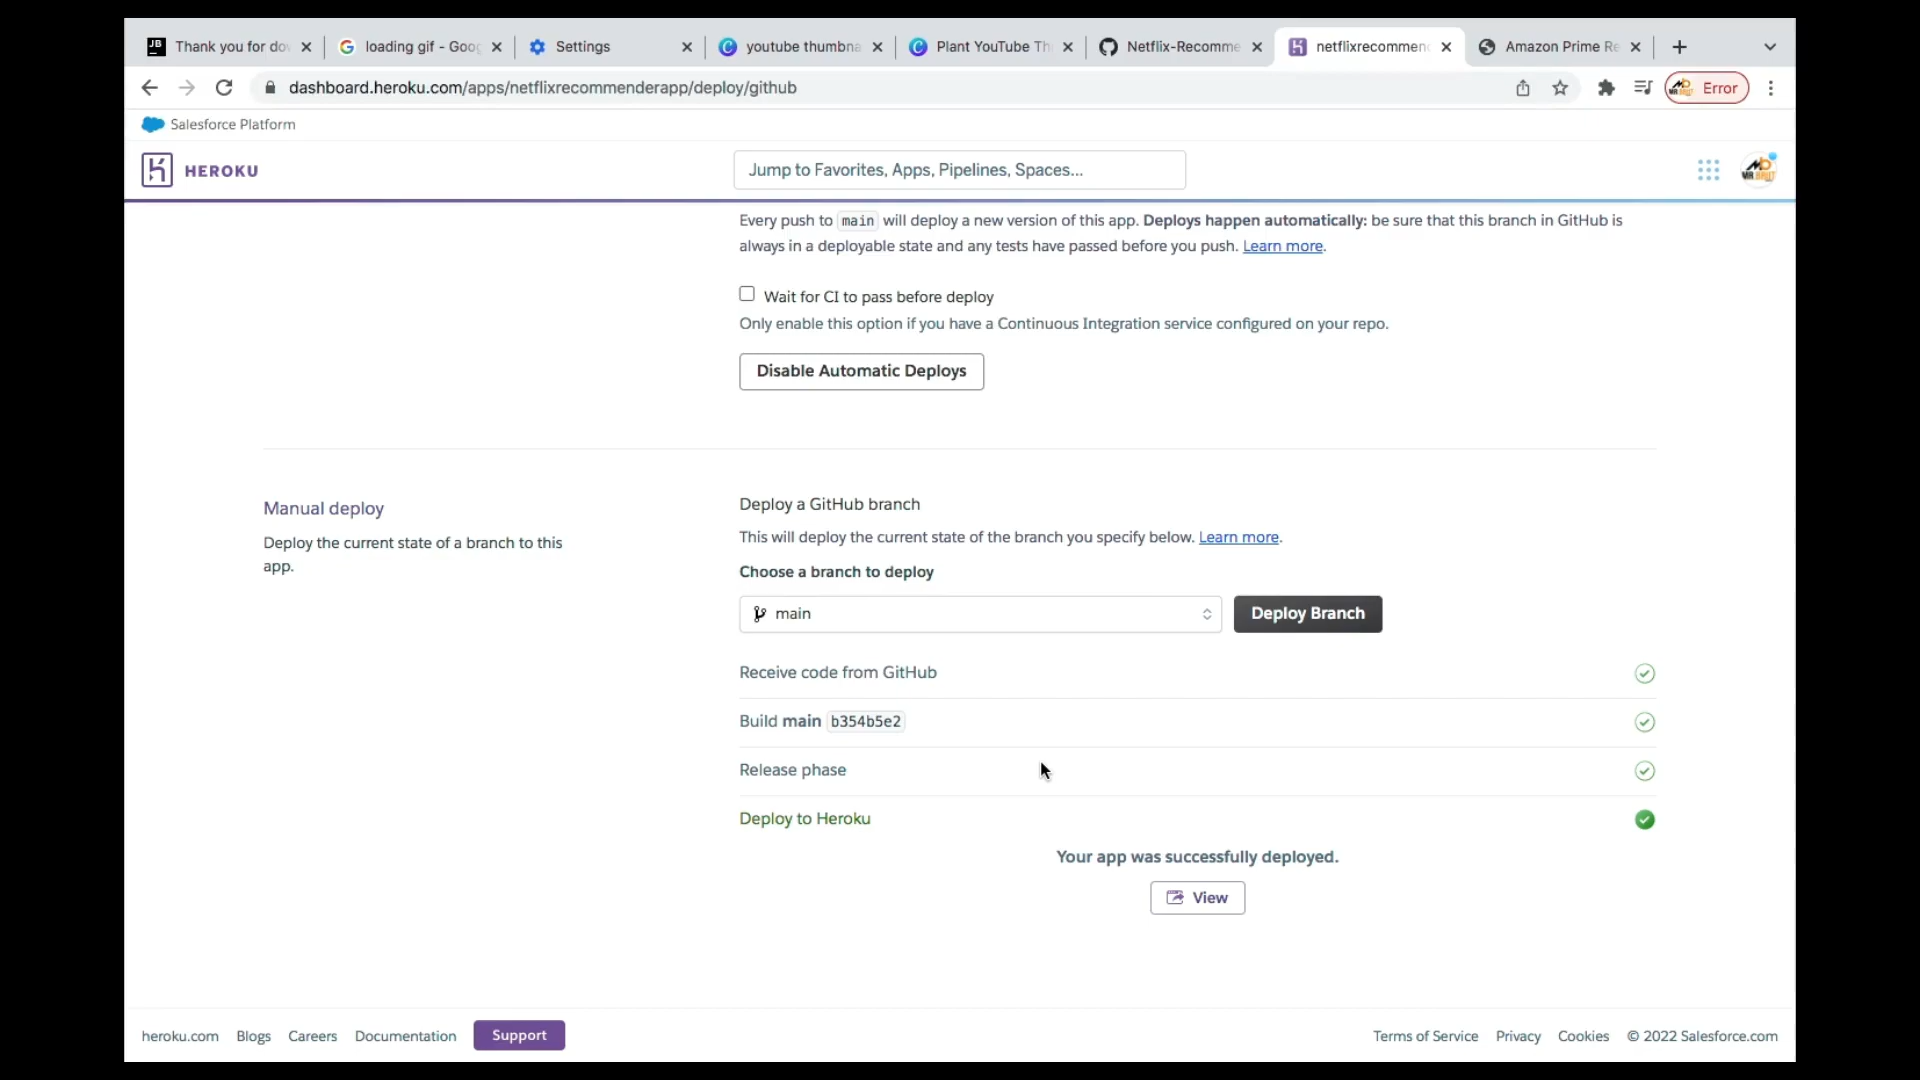 JB Thank you for do
loading gif - Goog
Settings
youtube thumbna
Plant YouTube Th
Netflix-Recomme
netflixrecommen
Amazon Prime Re
dashboard.heroku.com/apps/netflixrecommenderapp/deploy/github
Error
Salesforce Platform
HEROKU
Jump to Favorites, Apps, Pipelines, Spaces...
Every push to main will deploy a new version of this app. Deploys happen automatically: be sure that this branch in GitHub is
always in a deployable state and any tests have passed before you push. Learn more.
Wait for CI to pass before deploy
Only enable this option if you have a Continuous Integration service configured on your repo.
Disable Automatic Deploys
Manual deploy
Deploy the current state of a branch to this
app.
Deploy a GitHub branch
This will deploy the current state of the branch you specify below. Learn more.
Choose a branch to deploy
main
Deploy Branch
Receive code from GitHub
Build main b354b5e2
Release phase
Deploy to Heroku
Your app was successfully deployed.
View
heroku.com Blogs Careers Documentation Support
Terms of Service Privacy Cookies © 2022 Salesforce.com